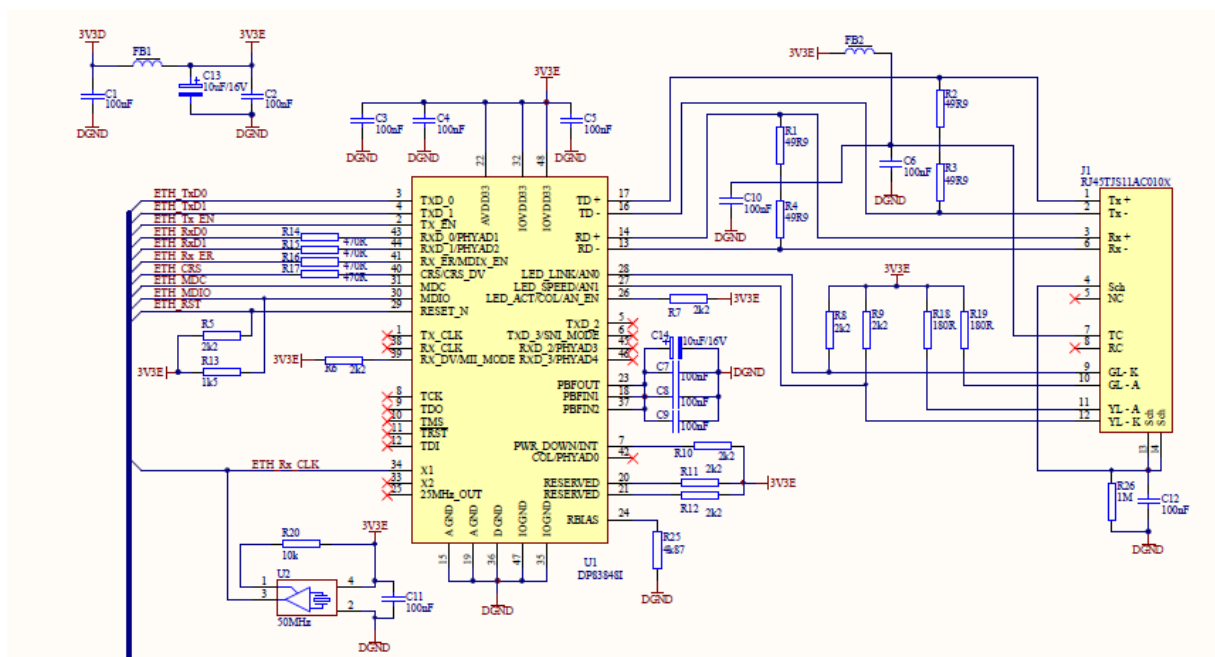 3V3D
FB1
3V3E
C1
100nF
C13
10uF/16V
C2
100nF
DGND
DGND
3V3E
C3
100nF
C4
100nF
C5
100nF
DGND
DGND
DGND
FB2
3V3E
C6
100nF
DGND
R2
49R9
R3
49R9
R1
49R9
R4
49R9
C10
100nF
DGND
J1
RJ45TJS11AC010X
1 Tx +
2 Tx -
3 Rx +
6 Rx -
4 Sch
5 NC
7 TC
8 RC
9 GL- K
10 GL - A
11 YL - A
12 YL - K
Sch
Sch
13
14
ETH_TxD0
ETH_TxD1
ETH_Tx_EN
ETH_RxD0
ETH_RxD1
ETH_Rx_ER
ETH_CRS
ETH_MDC
ETH_MDIO
ETH_RST
R14
470R
R15
470R
R16
470R
R17
470R
3 TXD_0
4 TXD_1
2 TX_EN
43 RxD_0/PHYAD1
44 RxD_1/PHYAD2
41 Rx_ER/MDIX_EN
40 CRS/CRS_DV
31 MDC
30 MDIO
29 RESET_N
1 TX_CLK
38 Rx_CLK
39 Rx_DV/MII_MODE
8 TCK
9 TDO
10 TMS
11 TRST
12 TDI
34 X1
33 X2
25 25MHz_OUT
22 AVDD33
32 IOVDD33
48 IOVDD33
TD+ 17
TD - 16
RD+ 14
RD - 13
LED_LINK/AN0 28
LED_SPEED/AN1 27
LED_ACT/COL/AN_EN 26
TXD_2 5
TXD_3/SNI_MODE 6
RXD_2/PHYAD3 45
RXD_3/PHYAD4 46
PBFOUT 23
PBFIN1 18
PBFIN2 37
PWR_DOWN/INT 7
COL/PHYAD0 42
RESERVED 20
RESERVED 21
RBIAS 24
15 AGND
19 AGND
36 DGND
47 IOGND
35 IOGND
DGND
U1
DP83848I
R5
2k2
R13
1k5
3V3E
3V3E
R6
2k2
R7
2k2
3V3E
C14
10uF/16V
C7
100nF
C8
100nF
C9
100nF
DGND
3V3E
R8
2k2
R9
2k2
R18
180R
R19
180R
R10
2k2
R11
2k2
R12
2k2
3V3E
R25
4k87
DGND
R26
1M
C12
100nF
DGND
ETH_Rx_CLK
3V3E
R20
10k
U2
1
3
4
2
50MHz
C11
100nF
DGND